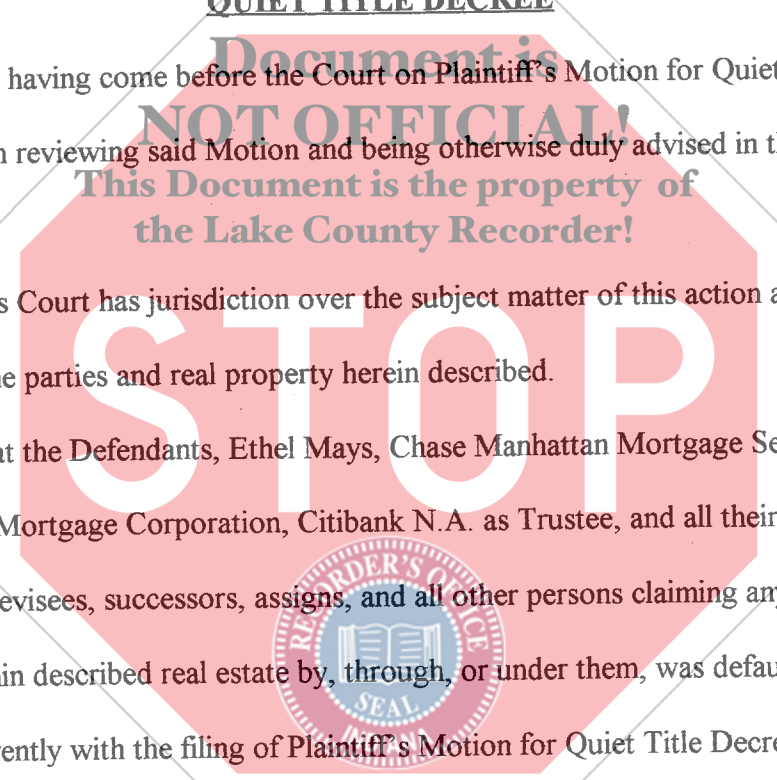 QUIET TITLE DECREE
Document is
having come before the Court on Plaintiff's Motion for Quiet
NOT OFFICIAL!
reviewing said Motion and being otherwise duly advised in
This Document is the property of
the Lake County Recorder!
Court has jurisdiction over the subject matter of this action
STOP
parties and real property herein described.
the Defendants, Ethel Mays, Chase Manhattan Mortgage
Mortgage Corporation, Citibank N.A. as Trustee, and all their
RECORDER'S OFFICE
evisees, successors, assigns, and all other persons claiming
in described real estate by, through, or under them, was defau
SEAL
ently with the filing of Plaintiff's Motion for Quiet Title Decre